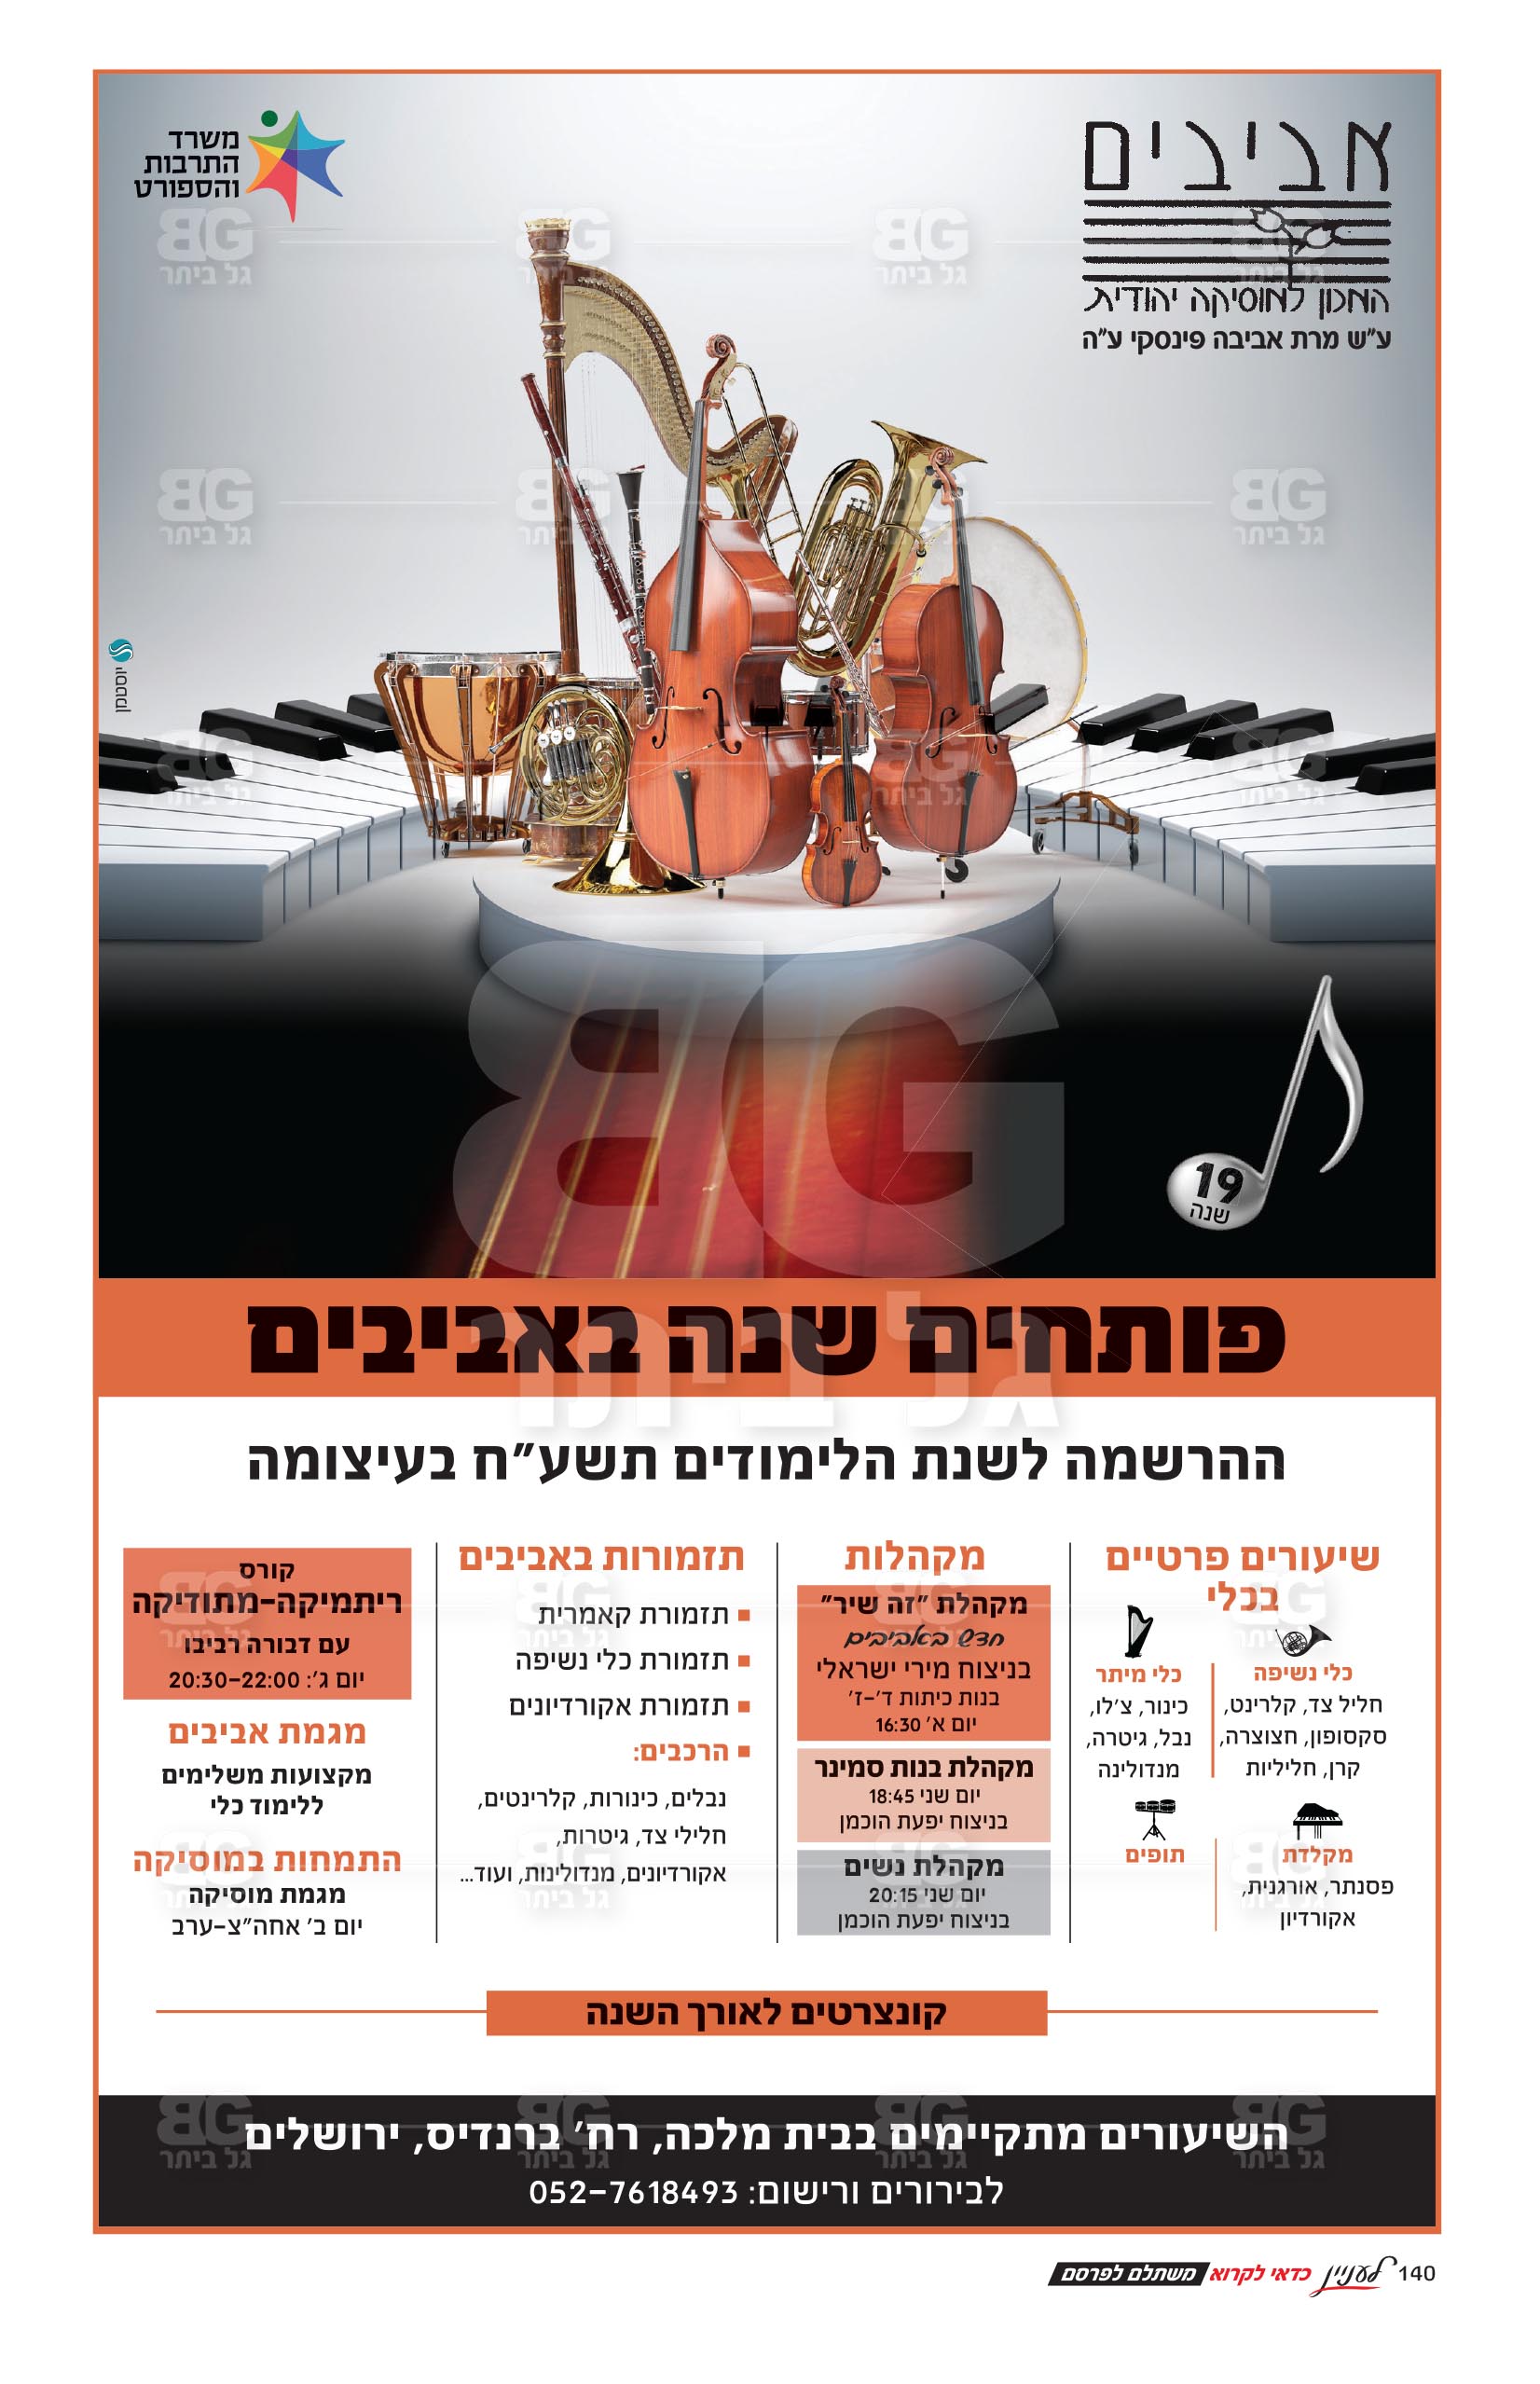 אביבים
המכון למוסיקה יהודית
ע"ש מרת אביבה פינסקי ע"ה
משרד
התרבות
והספורט
יוסטמן
19
שנה
פותחים שנה באביבים
ההרשמה לשנת הלימודים תשע"ח בעיצומה
שיעורים פרטיים
בכלי
כלי נשיפה
חליל צד, קלרינט,
סקסופון, חצוצרה,
קרן, חליליות
כלי מיתר
כינור, צ'לו,
נבל, גיטרה,
מנדולינה
מקלדת
פסנתר, אורגנית,
אקורדיון
תופים
מקהלות
מקהלת "זה שיר"
חדש באביבים
בניצוח מירי ישראלי
בנות כיתות ד'-ז'
יום א' 16:30
מקהלת בנות סמינר
יום שני 18:45
בניצוח יפעת הוכמן
מקהלת נשים
יום שני 20:15
בניצוח יפעת הוכמן
תזמורות באביבים
▪ תזמורת קאמרית
▪ תזמורת כלי נשיפה
▪ תזמורת אקורדיונים
▪ הרכבים:
נבלים, כינורות, קלרינטים,
חלילי צד, גיטרות,
אקורדיונים, מנדולינות, ועוד...
קורס
ריתמיקה-מתודיקה
עם דבורה רביבו
יום ג': 20:30-22:00
מגמת אביבים
מקצועות משלימים
ללימוד כלי
התמחות במוסיקה
מגמת מוסיקה
יום ב' אחה"צ-ערב
קונצרטים לאורך השנה
השיעורים מתקיימים בבית מלכה, רח' ברנדיס, ירושלים
לבירורים ורישום: 052-7618493
140 לעניין כדאי לקרוא משתלם לפרסם
BG
גל ביתר